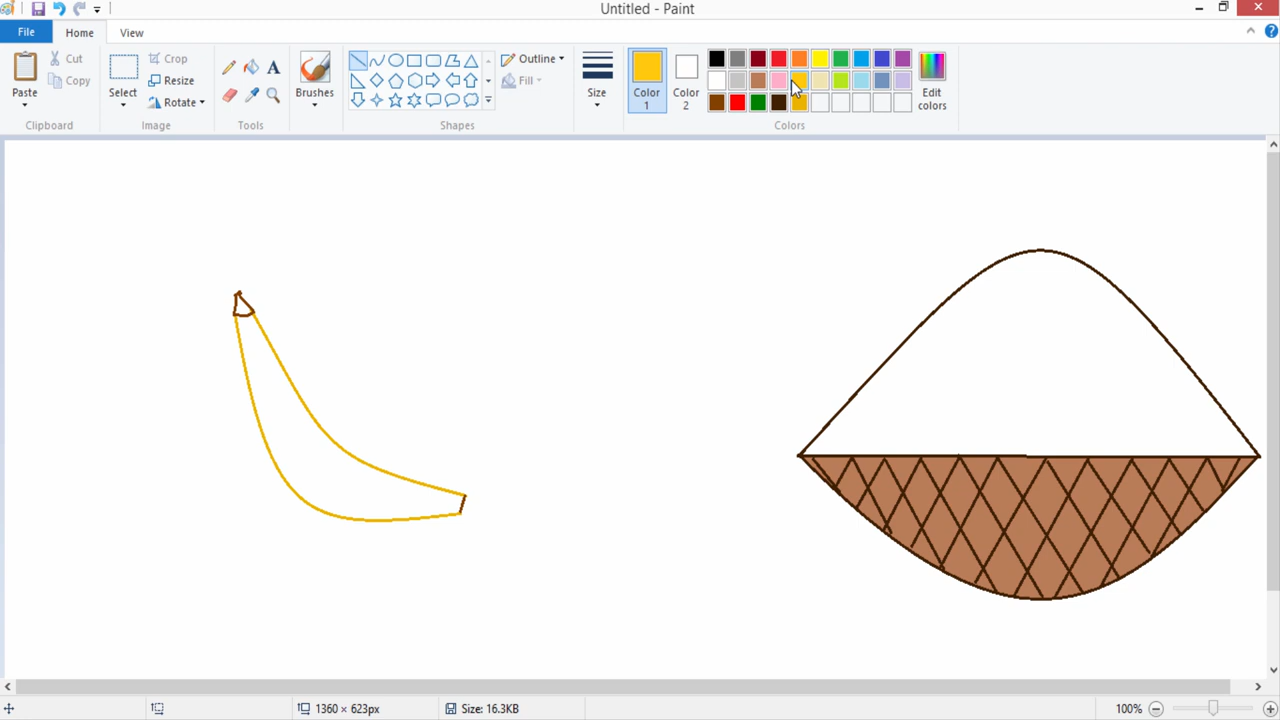 Untitled - Paint
File Home View
Paste
Cut
Copy
Clipboard
Select
Crop
Resize
Rotate
Image
A
Tools
Brushes
Outline
Fill
Shapes
Size
Color 1
Color 2
Colors
Edit colors
1360 × 623px
Size: 16.3KB
100%